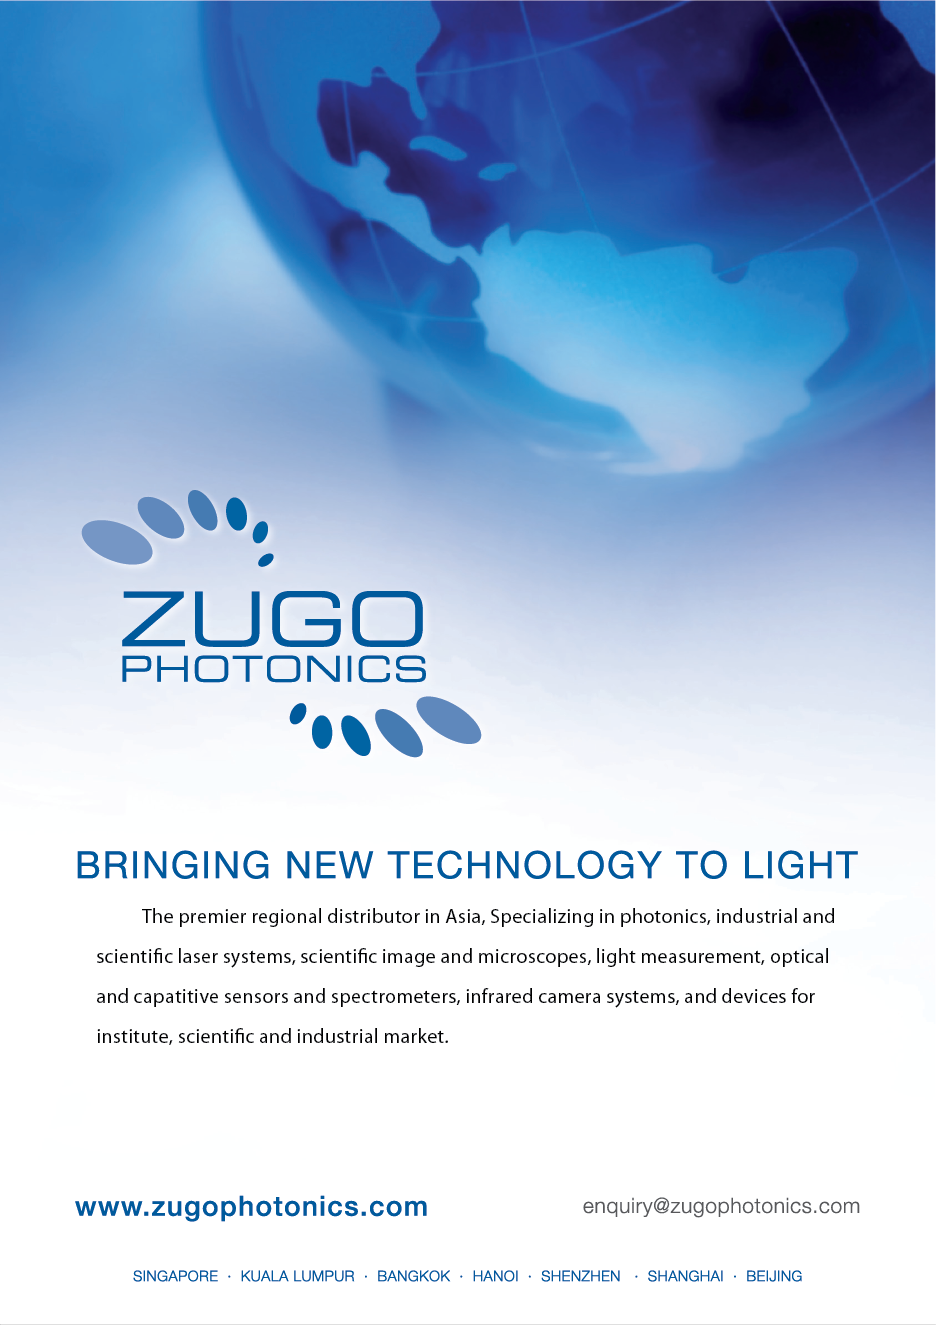 ZUGO
PHOTONICS
BRINGING NEW TECHNOLOGY TO LIGHT
The premier regional distributor in Asia, Specializing in photonics, industrial and
scientific laser systems, scientific image and microscopes, light measurement, optical
and capatitive sensors and spectrometers, infrared camera systems, and devices for
institute, scientific and industrial market.
www.zugophotonics.com
enquiry@zugophotonics.com
SINGAPORE · KUALA LUMPUR · BANGKOK · HANOI · SHENZHEN · SHANGHAI · BEIJING